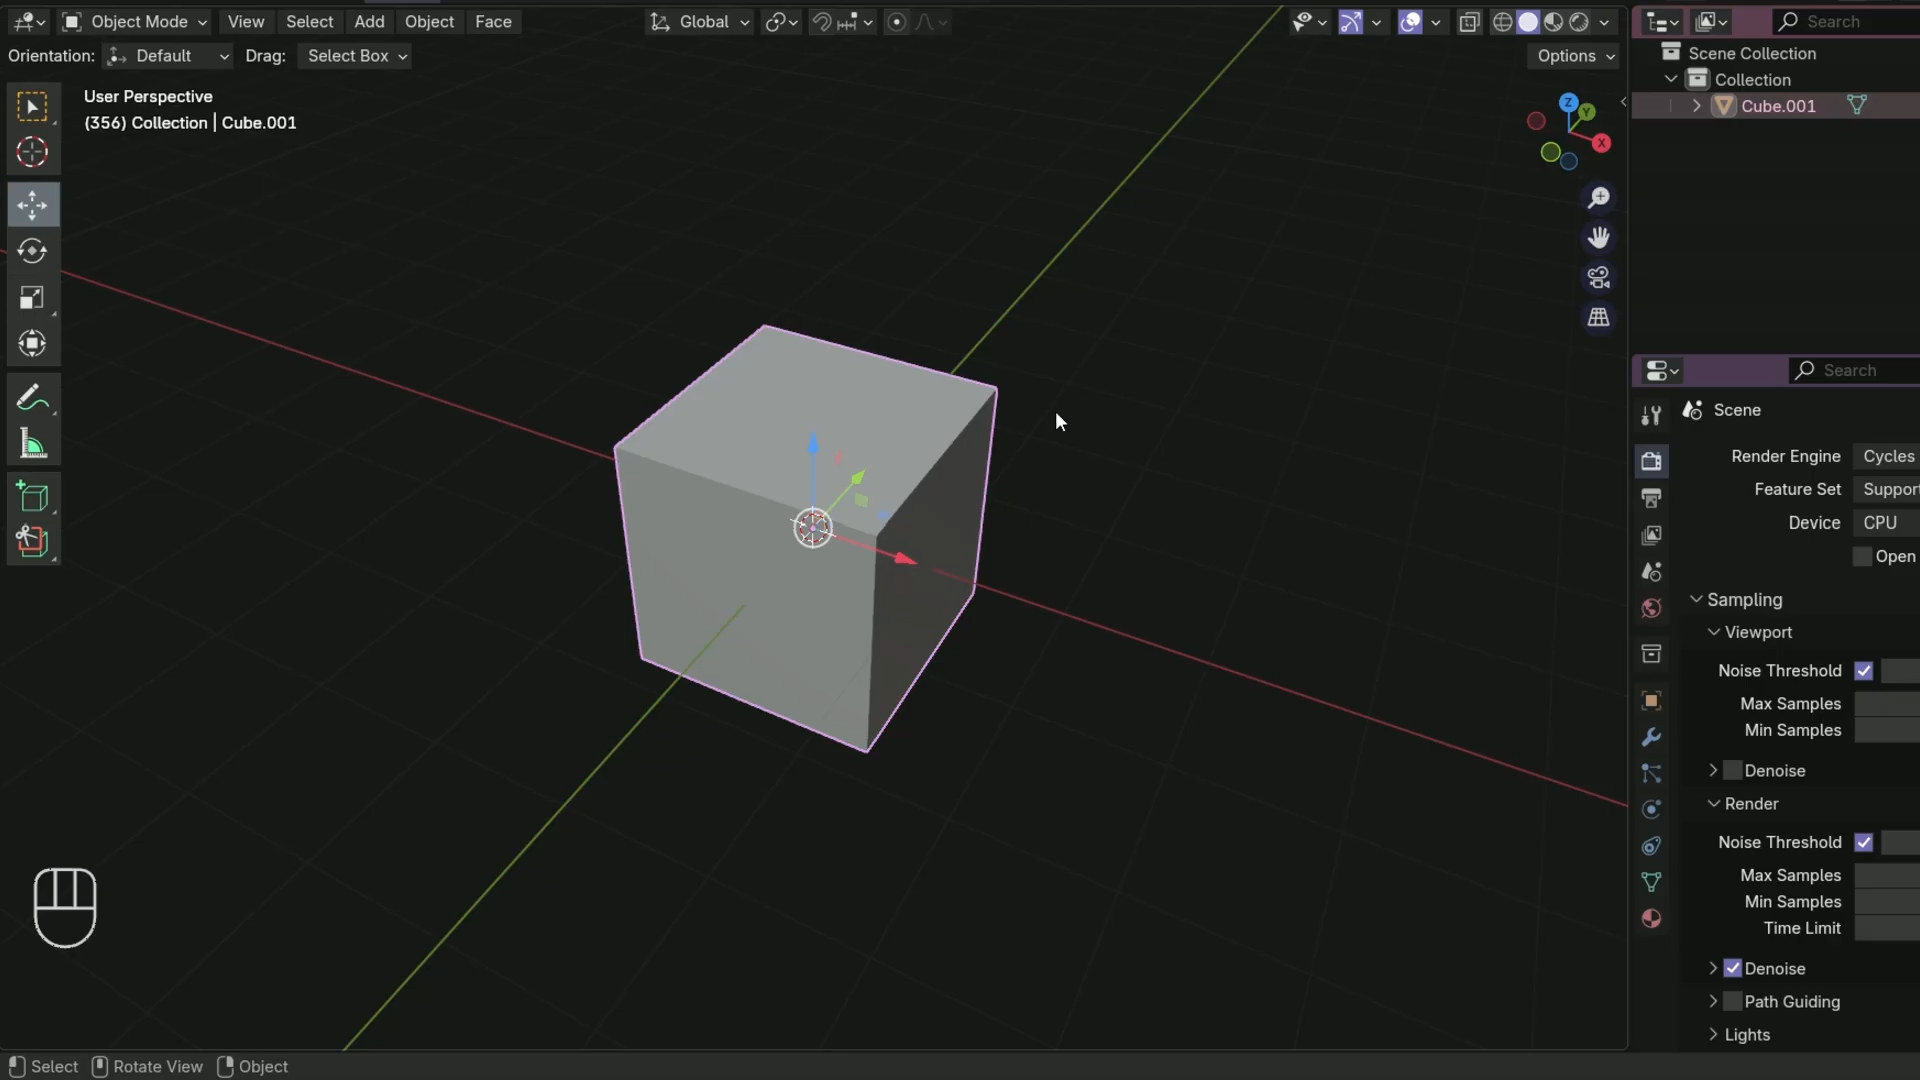 Object Mode View Select Add Object Face Global Search
Orientation: Default Drag: Select Box Options
User Perspective
(356) Collection | Cube.001
Z
Y
X
Scene Collection
Collection
Cube.001
Search
Scene
Render Engine Cycles
Feature Set Support
Device CPU
Open
Sampling
Viewport
Noise Threshold
Max Samples
Min Samples
Denoise
Render
Noise Threshold
Max Samples
Min Samples
Time Limit
Denoise
Path Guiding
Lights
Select Rotate View Object